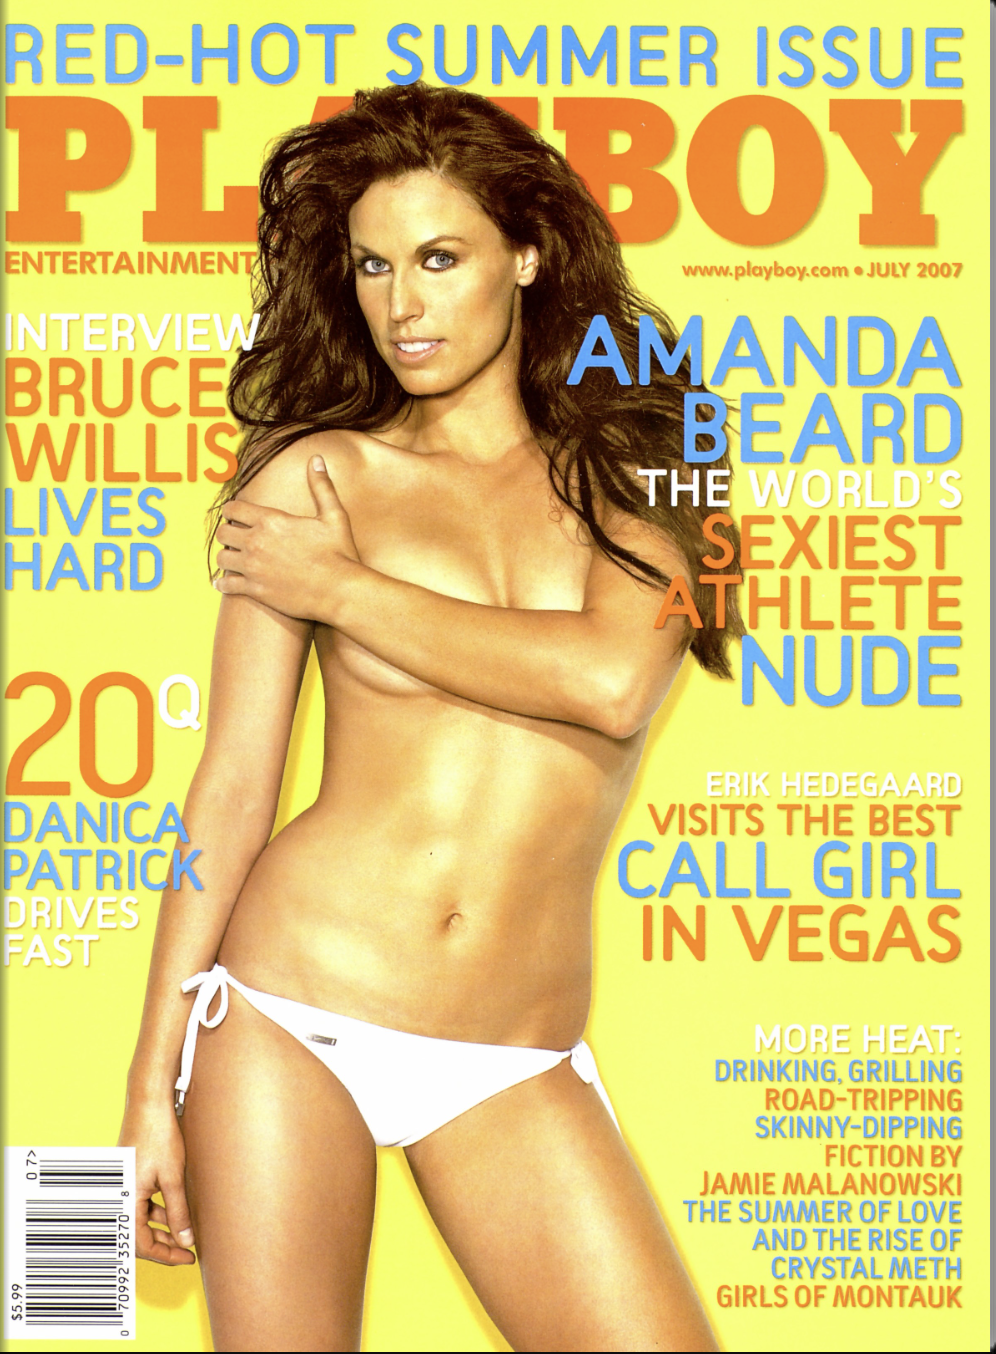 RED-HOT SUMMER ISSUE
PLAYBOY
ENTERTAINMENT
www.playboy.com • JULY 2007
INTERVIEW
BRUCE
WILLIS
LIVES
HARD
20Q
DANICA
PATRICK
DRIVES
FAST
AMANDA
BEARD
THE WORLD'S
SEXIEST
ATHLETE
NUDE
ERIK HEDEGAARD
VISITS THE BEST
CALL GIRL
IN VEGAS
MORE HEAT:
DRINKING, GRILLING
ROAD-TRIPPING
SKINNY-DIPPING
FICTION BY
JAMIE MALANOWSKI
THE SUMMER OF LOVE
AND THE RISE OF
CRYSTAL METH
GIRLS OF MONTAUK
$5.99
0 70992 35270 8
07>